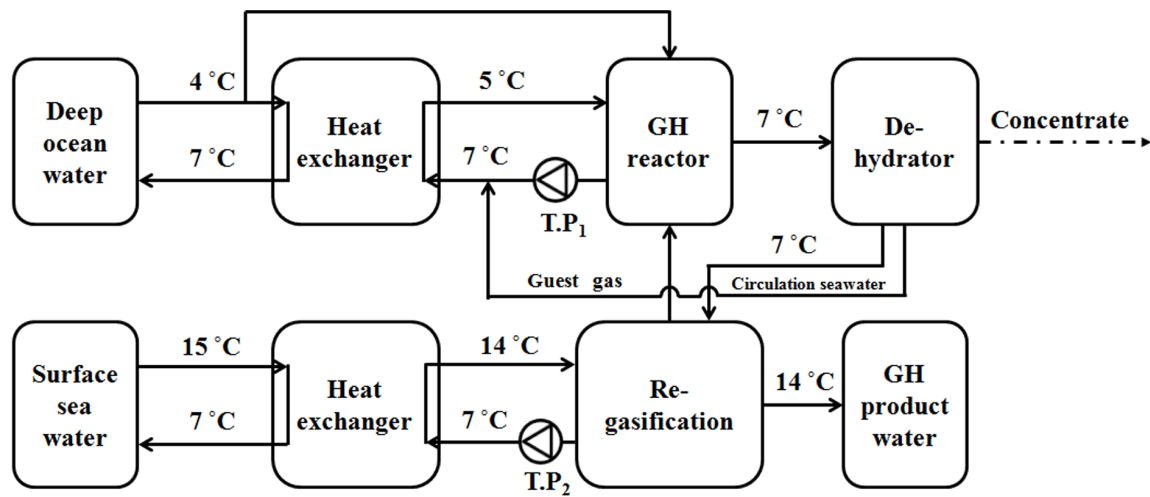 4 ˚C
5 ˚C
Deep
ocean
water
Heat
exchanger
GH
reactor
7 ˚C
De-
hydrator
Concentrate
7 ˚C
7 ˚C
T.P1
7 ˚C
Guest gas
Circulation seawater
15 ˚C
14 ˚C
Surface
sea
water
Heat
exchanger
Re-
gasification
14 ˚C
GH
product
water
7 ˚C
7 ˚C
T.P2